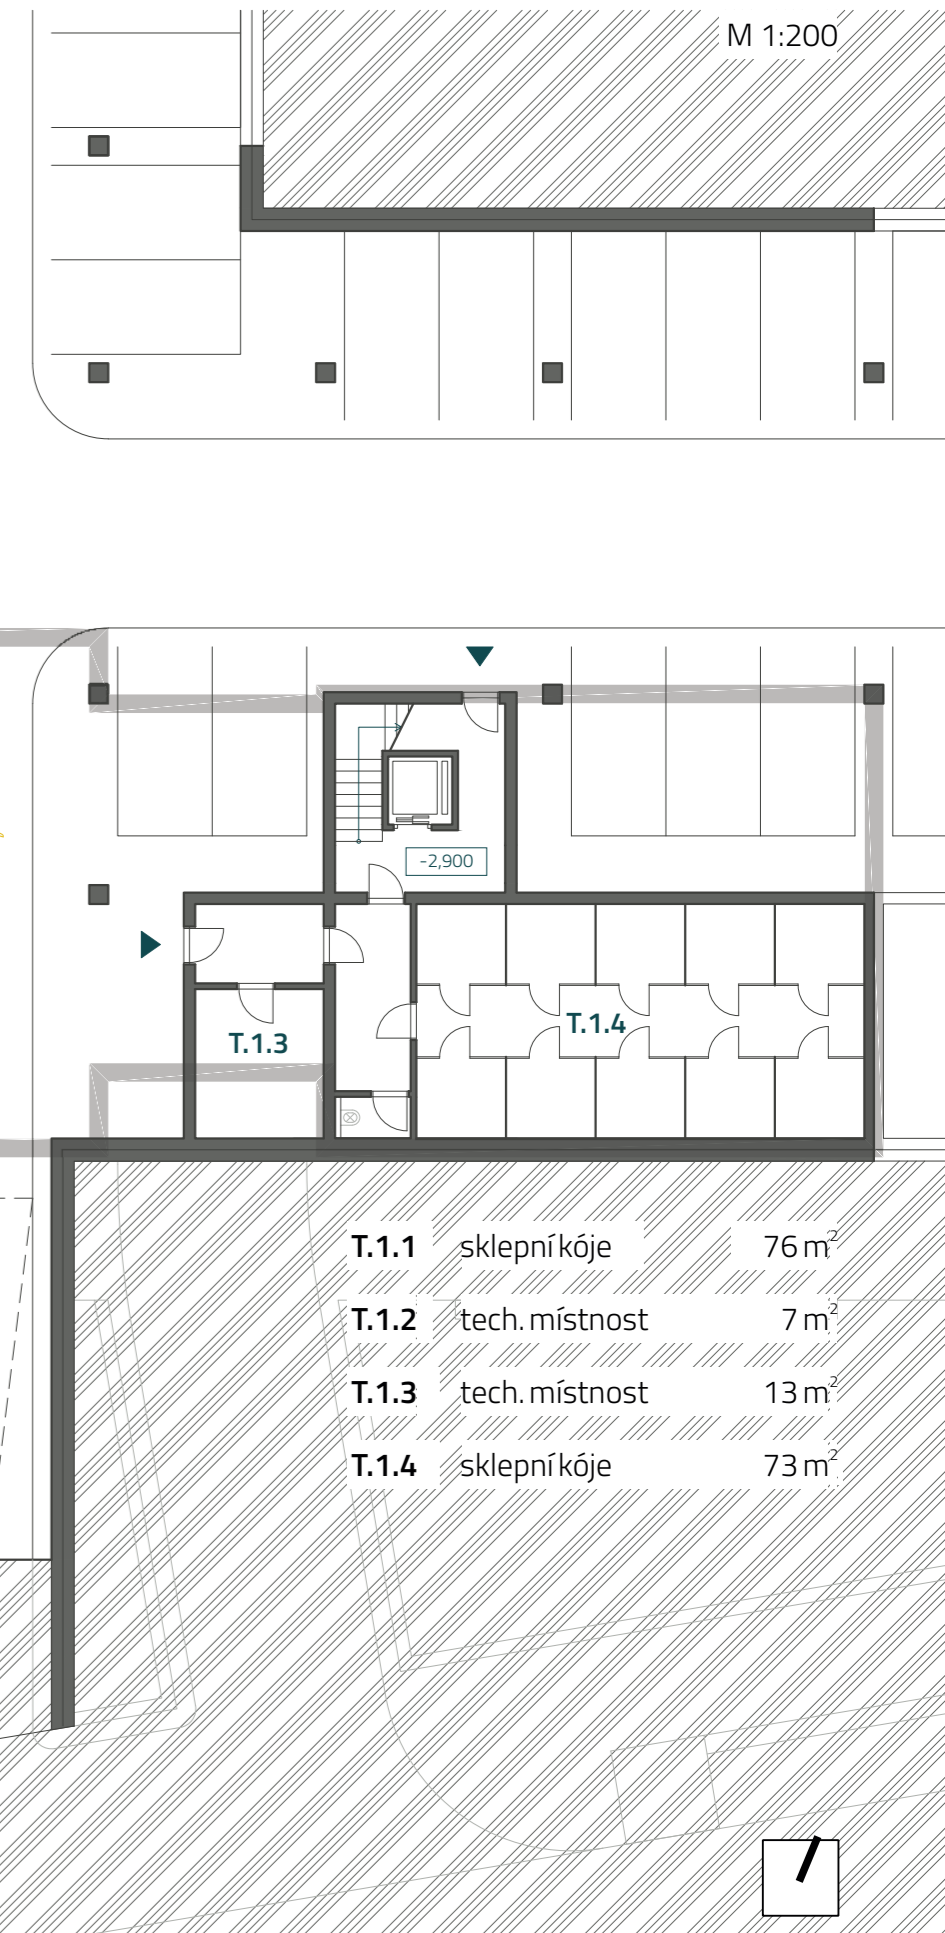 M 1:200
-2,900
T.1.3
T.1.4
T.1.1 sklepní kóje 76 m²
T.1.2 tech. místnost 7 m²
T.1.3 tech. místnost 13 m²
T.1.4 sklepní kóje 73 m²